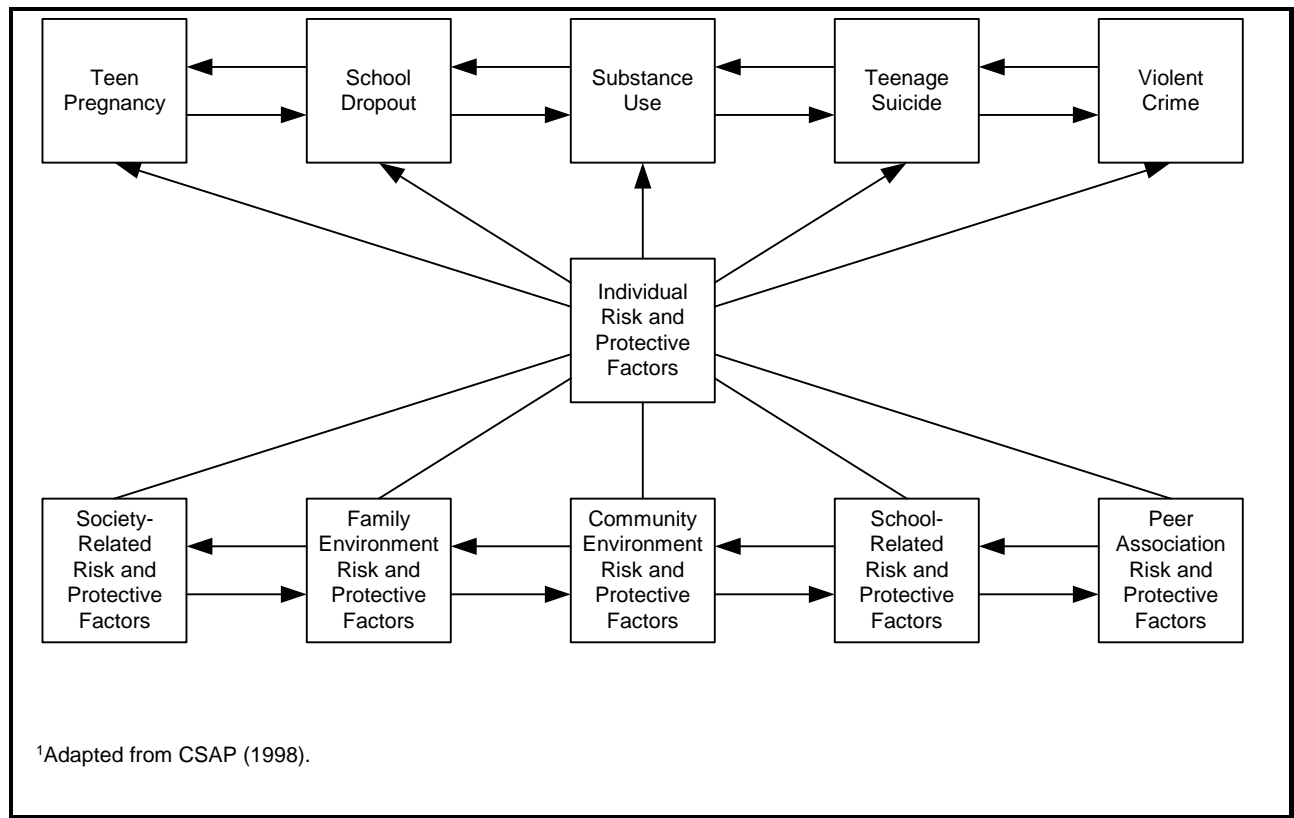 Teen
Pregnancy
School
Dropout
Substance
Use
Teenage
Suicide
Violent
Crime
Individual
Risk and
Protective
Factors
Society-
Related
Risk and
Protective
Factors
Family
Environment
Risk and
Protective
Factors
Community
Environment
Risk and
Protective
Factors
School-
Related
Risk and
Protective
Factors
Peer
Association
Risk and
Protective
Factors
¹Adapted from CSAP (1998).